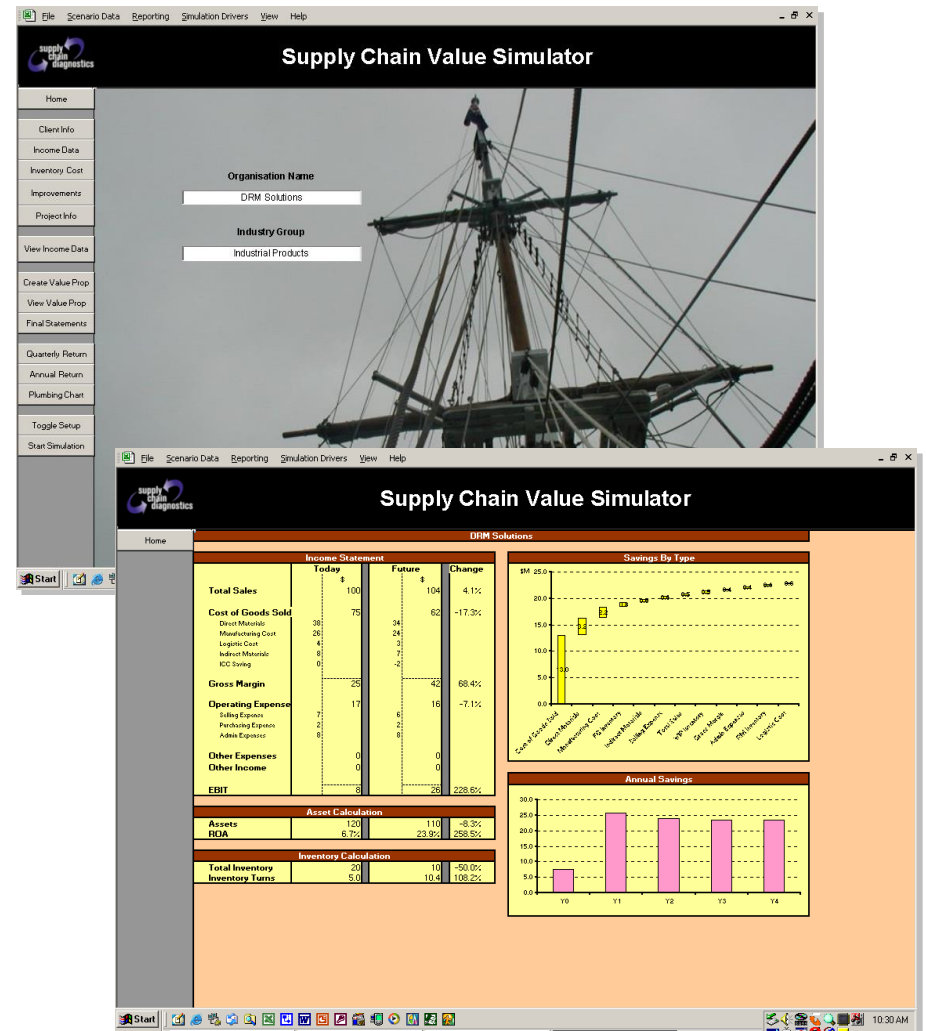 File Scenario Data Reporting Simulation Drivers View Help
supply
chain
diagnostics
Supply Chain Value Simulator
Home
Client Info
Income Data
Inventory Cost
Improvements
Project Info
View Income Data
Create Value Prop
View Value Prop
Final Statements
Quarterly Return
Annual Return
Plumbing Chart
Toggle Setup
Start Simulation
Organisation Name
DRM Solutions
Industry Group
Industrial Products
Start
File Scenario Data Reporting Simulation Drivers View Help
supply
chain
diagnostics
Supply Chain Value Simulator
Home
DRM Solutions
Income Statement
Today Future Change
$ $
Total Sales 100 104 4.1%
Cost of Goods Sold 75 62 -17.3%
Direct Materials 38 34
Manufacturing Cost 26 24
Logistic Cost 4 3
Indirect Materials 8 7
ICC Saving 0 -2
Gross Margin 25 42 68.4%
Operating Expense 17 16 -7.1%
Selling Expense 7 6
Purchasing Expense 2 2
Admin Expenses 8 8
Other Expenses 0 0
Other Income 0 0
EBIT 8 26 228.6%
Asset Calculation
Assets 120 110 -8.3%
ROA 6.7% 23.9% 258.5%
Inventory Calculation
Total Inventory 20 10 -50.0%
Inventory Turns 5.0 10.4 108.2%
Savings By Type
$M 25.0
20.0
15.0
10.0
5.0
0.0
13.0
3.2
2.2
Cost of Goods Sold
Direct Materials
Manufacturing Cost
FG Inventory
Indirect Materials
Selling Expense
Total Sales
WIP Inventory
Gross Margin
Admin Expenses
RM Inventory
Logistic Cost
Annual Savings
30.0
25.0
20.0
15.0
10.0
5.0
0.0
Y0 Y1 Y2 Y3 Y4
Start
10:30 AM